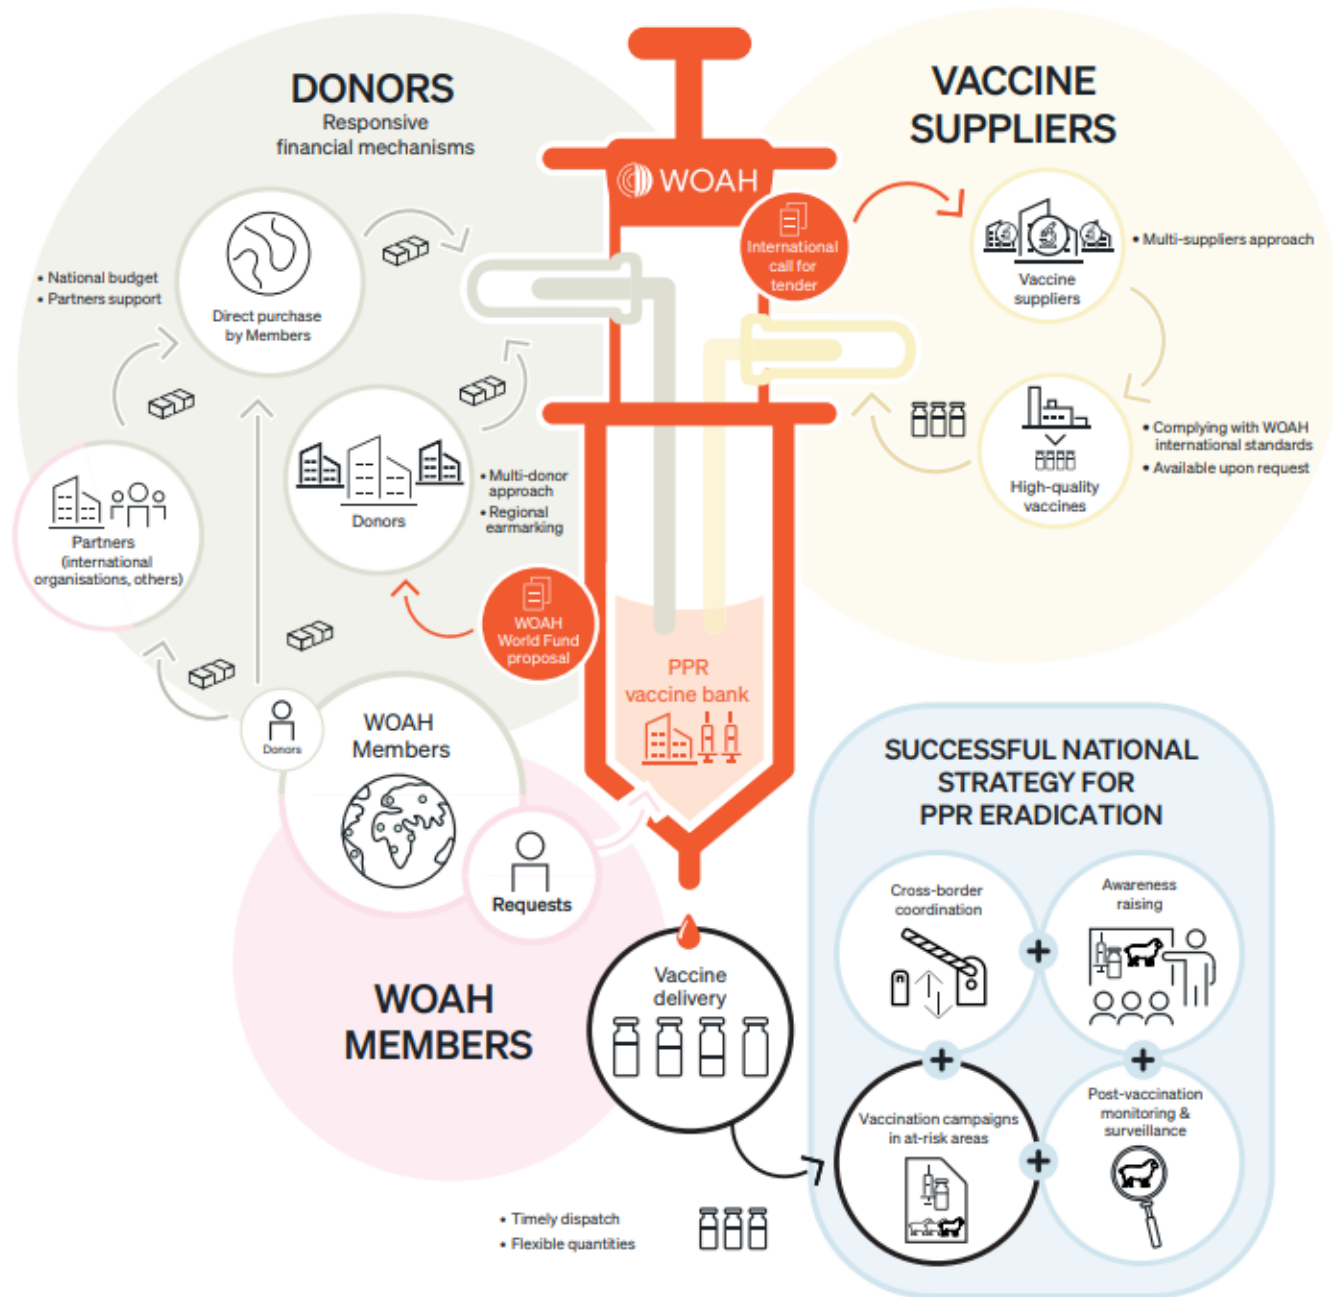 DONORS
Responsive
financial mechanisms
VACCINE
SUPPLIERS
WOAH
International
call for
tender
• Multi-suppliers approach
Vaccine
suppliers
• National budget
• Partners support
Direct purchase
by Members
• Complying with WOAH
international standards
• Available upon request
High-quality
vaccines
• Multi-donor
approach
• Regional
earmarking
Donors
Partners
(international
organisations, others)
WOAH
World Fund
proposal
PPR
vaccine bank
Donors
WOAH
Members
Requests
WOAH
MEMBERS
Vaccine
delivery
• Timely dispatch
• Flexible quantities
SUCCESSFUL NATIONAL
STRATEGY FOR
PPR ERADICATION
Cross-border
coordination
Awareness
raising
Vaccination campaigns
in at-risk areas
Post-vaccination
monitoring &
surveillance